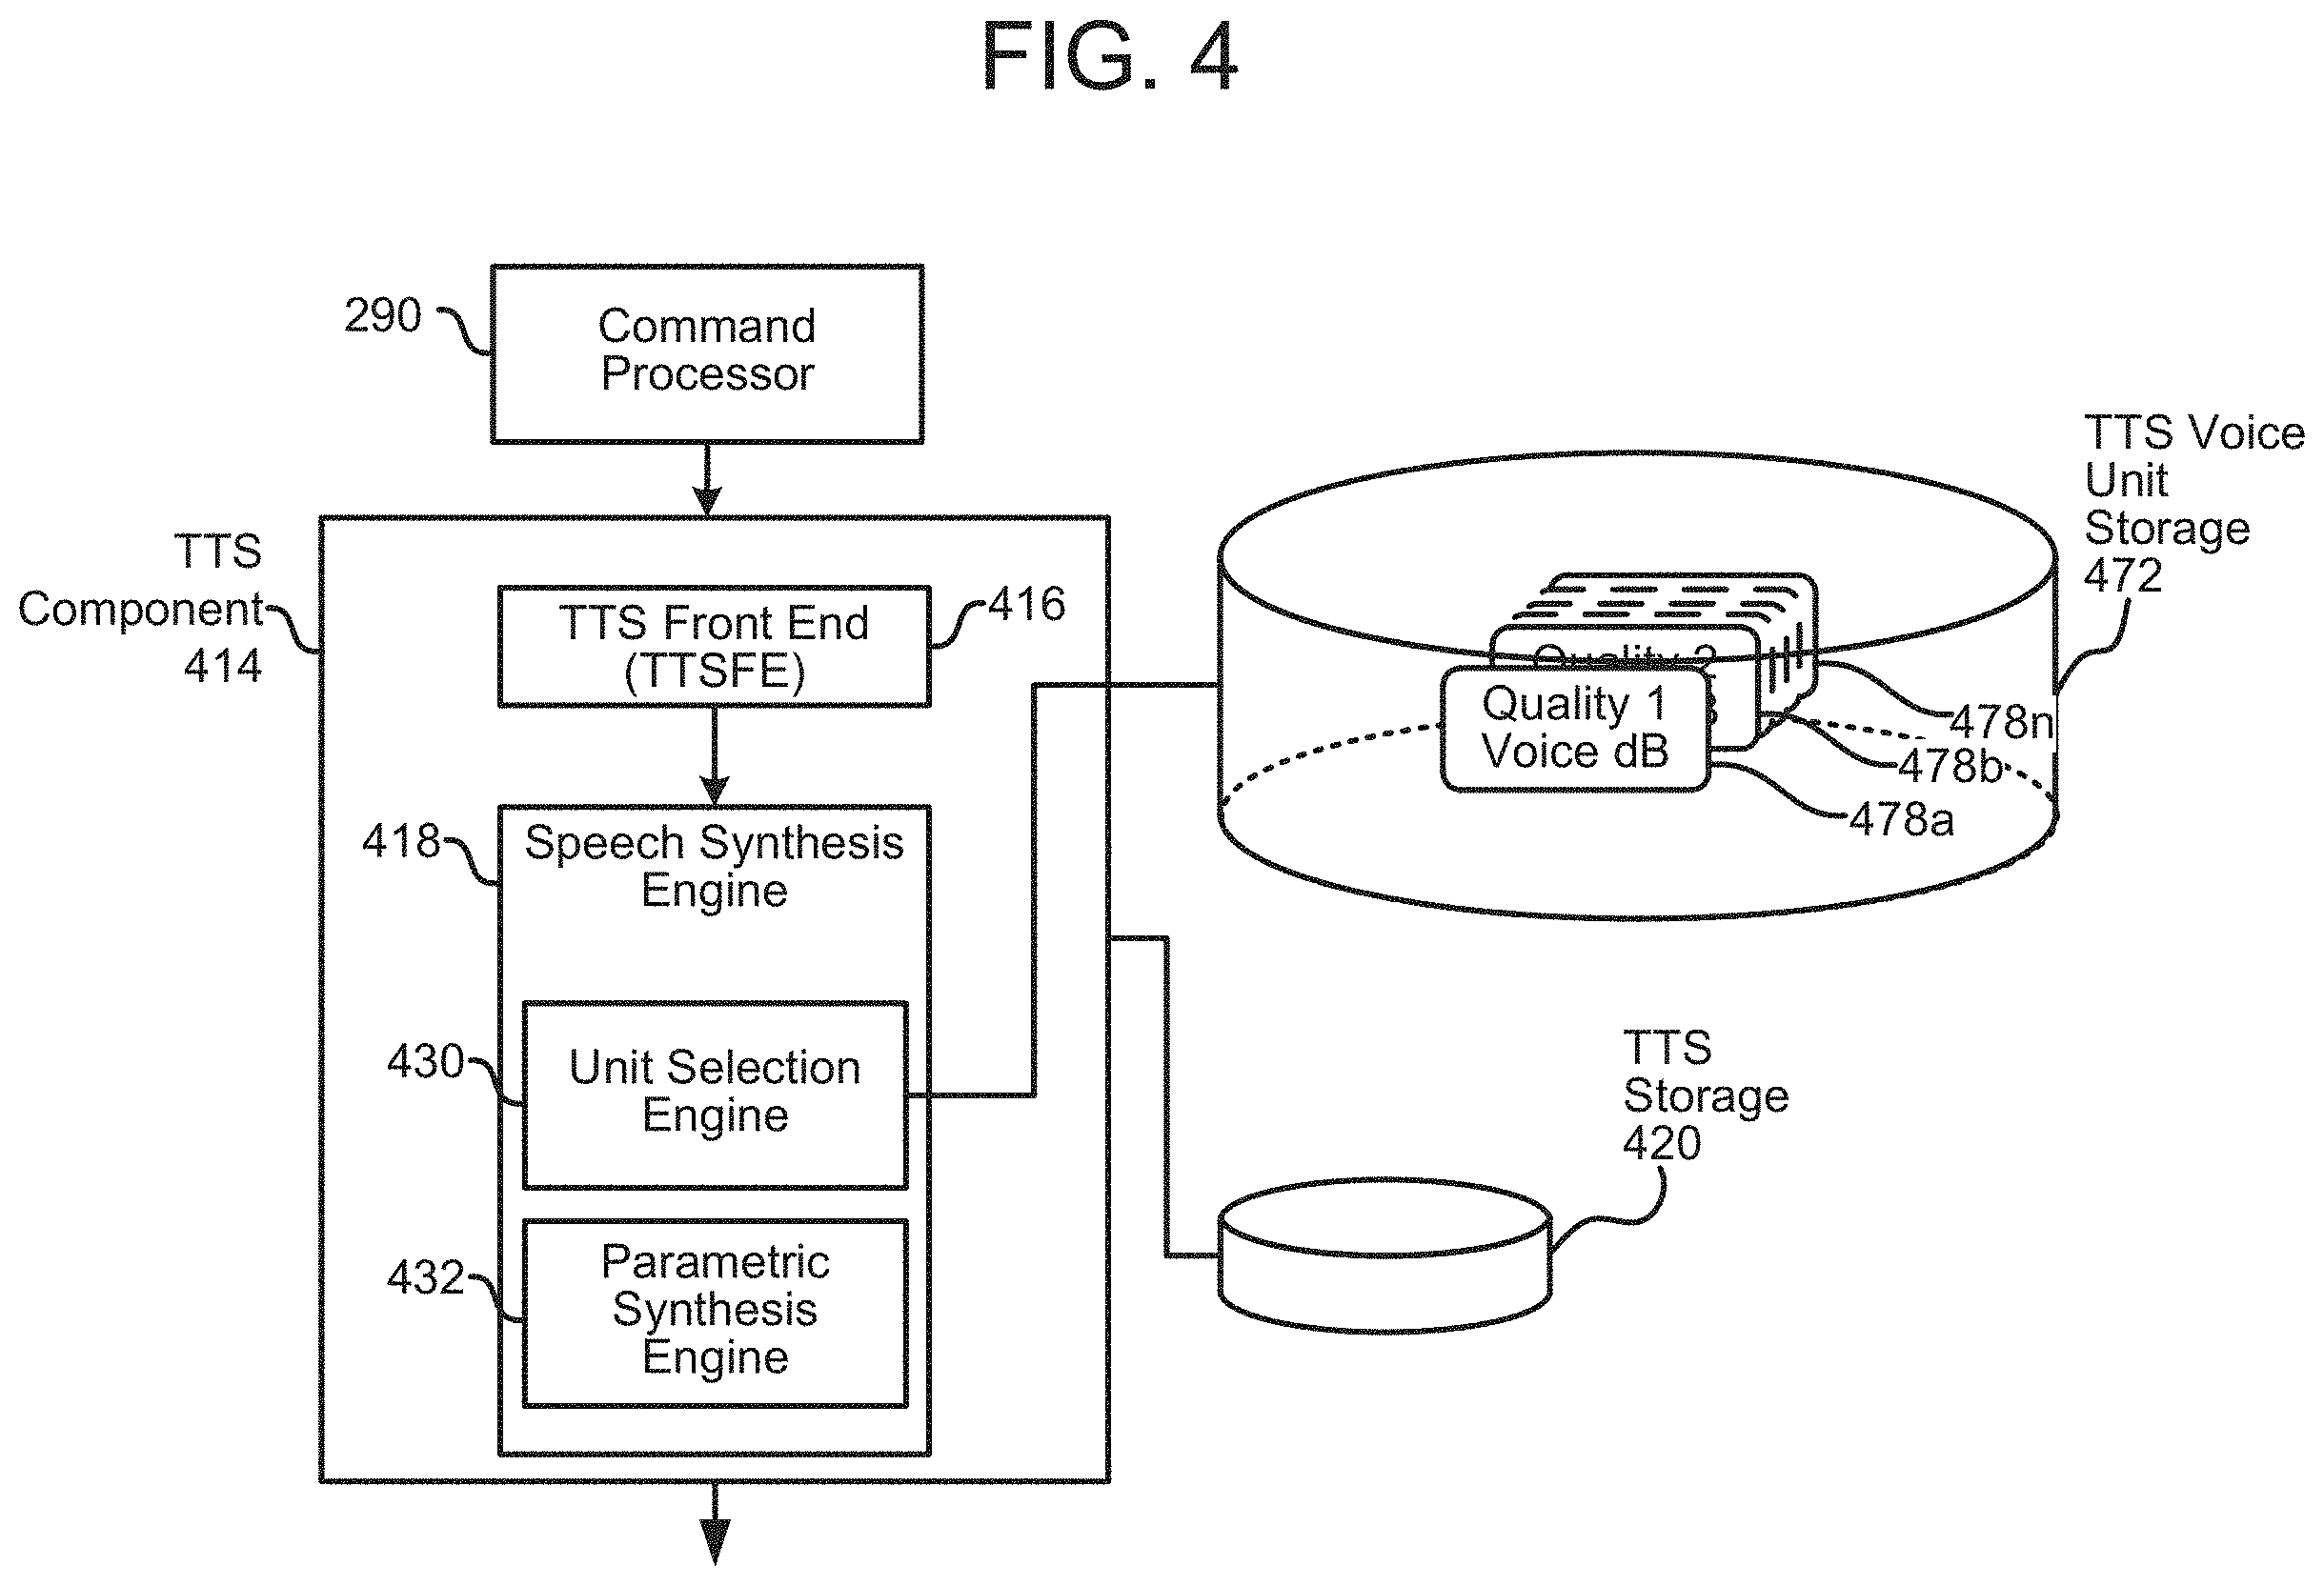 FIG. 4
290
Command
Processor
TTS
Component
414
TTS Front End
(TTSFE)
416
418
Speech Synthesis
Engine
430
Unit Selection
Engine
432
Parametric
Synthesis
Engine
TTS Voice
Unit
Storage
472
Quality 2
Quality 1
Voice dB
478n
478b
478a
TTS
Storage
420